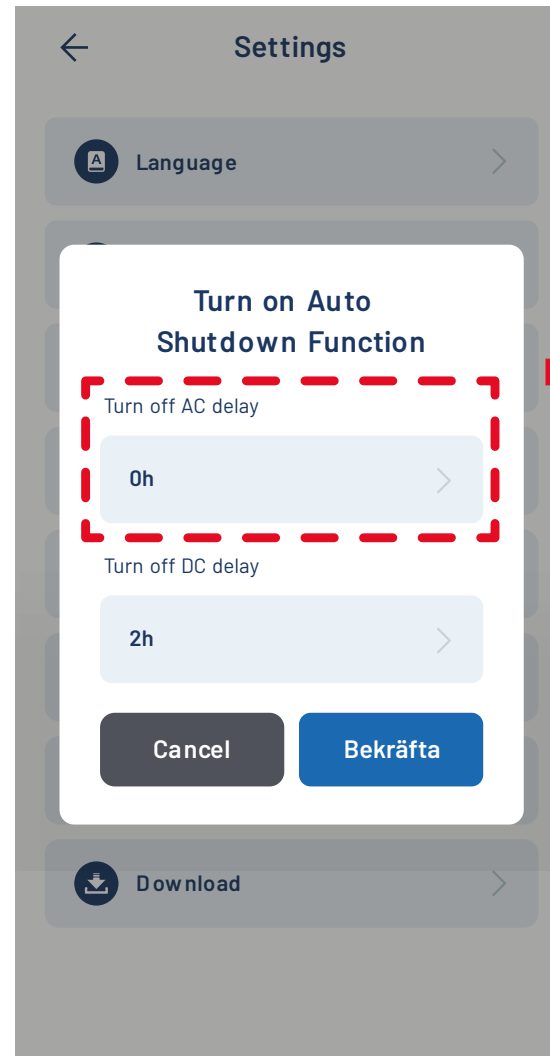 Settings
A
Language
Turn on Auto
Shutdown Function
Turn off AC delay
0h
Turn off DC delay
2h
Cancel
Bekräfta
Download